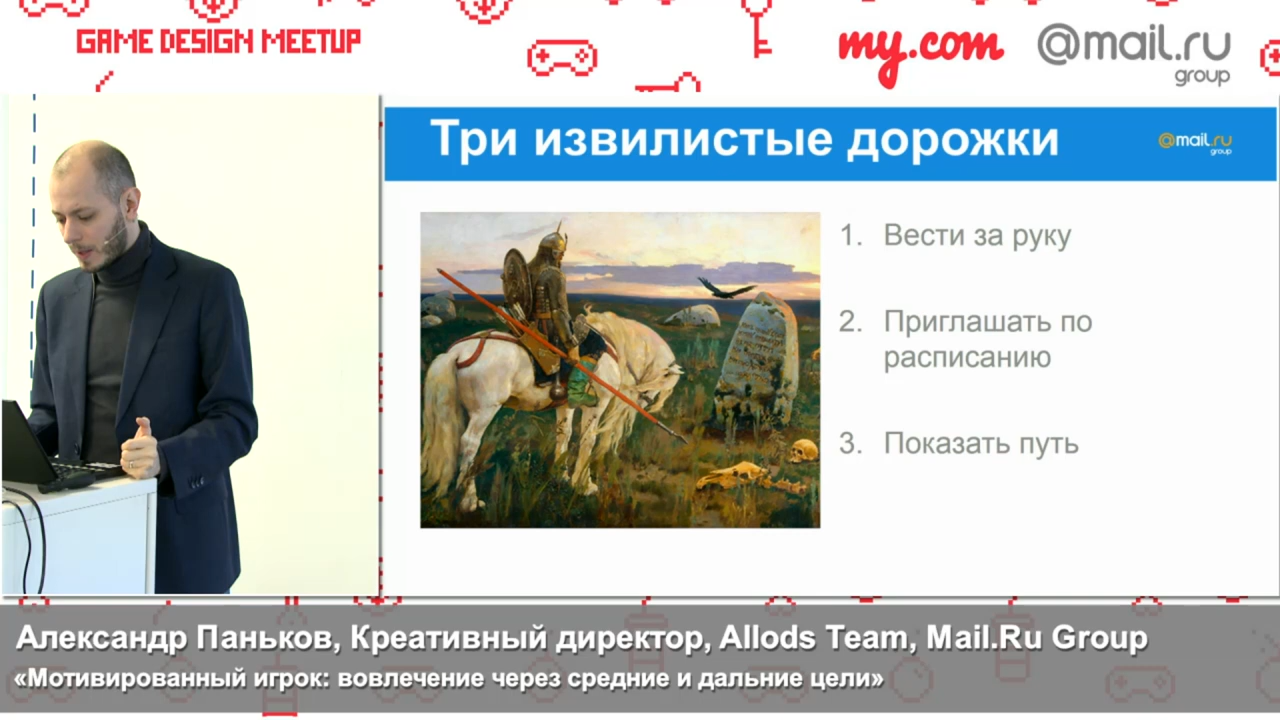 GAME DESIGN MEETUP
my.com
@mail.ru
group
Три извилистые дорожки
@mail.ru
group
1. Вести за руку
2. Приглашать по
расписанию
3. Показать путь
Александр Паньков, Креативный директор, Allods Team, Mail.Ru Group
«Мотивированный игрок: вовлечение через средние и дальние цели»